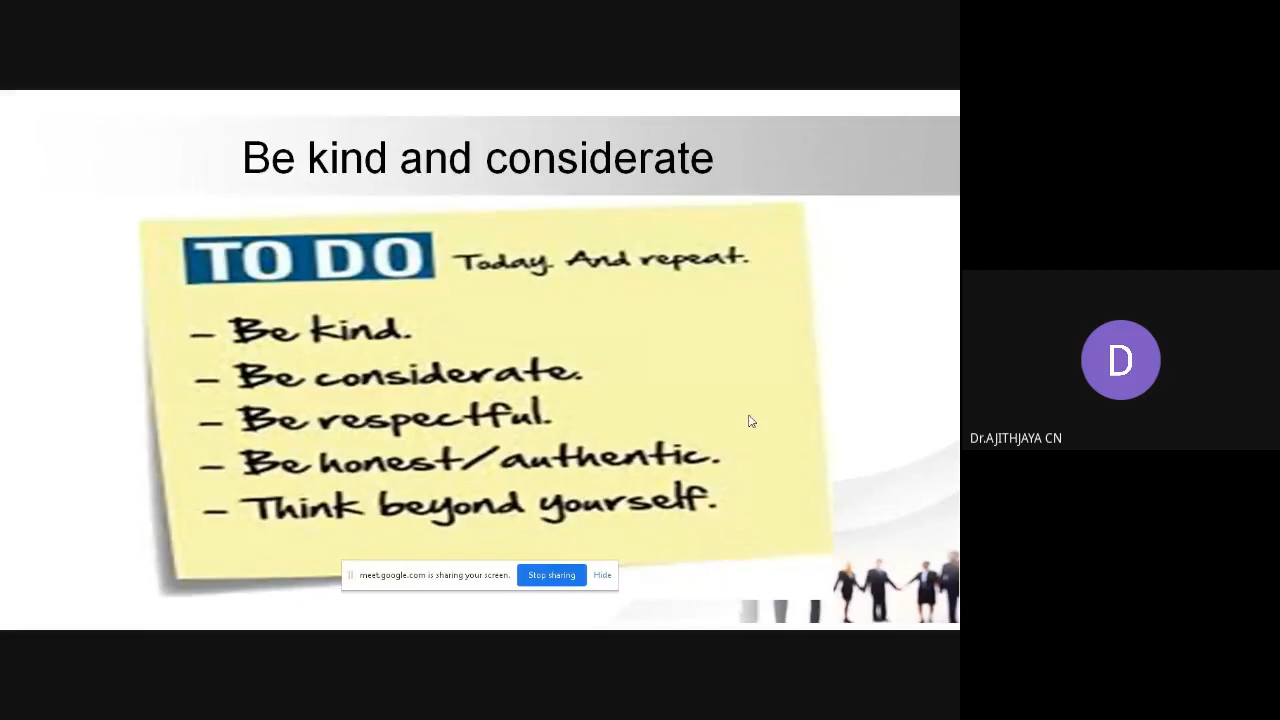 Be kind and considerate
TO DO Today. And repeat.
– Be kind.
– Be considerate.
– Be respectful.
– Be honest/authentic.
– Think beyond yourself.
meet.google.com is sharing your screen. Stop sharing Hide
D
Dr.AJITHJAYA CN